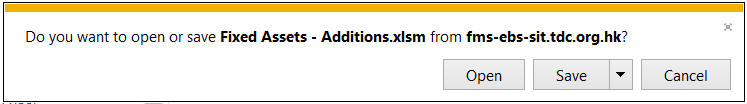 Do you want to open or save Fixed Assets - Additions.xlsm from fms-ebs-sit.tdc.org.hk?
Open Save Cancel